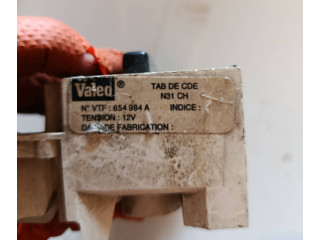 Valeo ®
TAB DE CDE
N31 CH
N° VTF : 654 984 A INDICE :
TENSION : 12V
DATE DE FABRICATION :